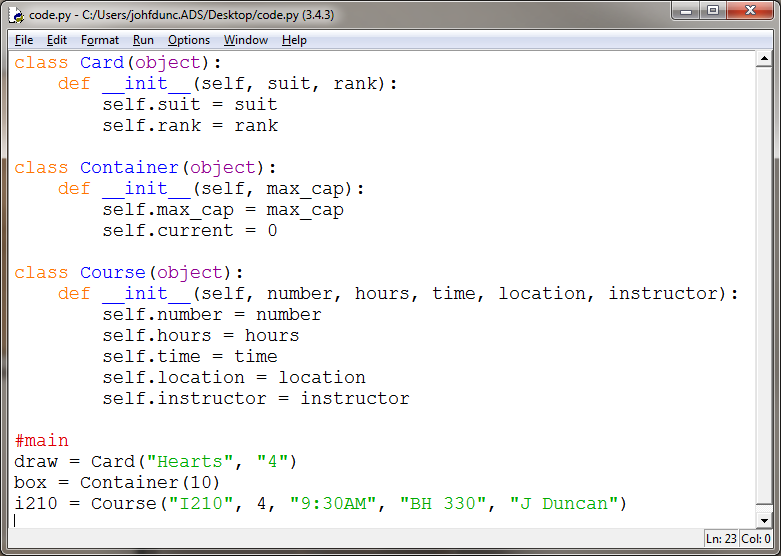 code.py - C:/Users/johfdunc.ADS/Desktop/code.py (3.4.3)
File Edit Format Run Options Window Help
class Card(object):
    def __init__(self, suit, rank):
        self.suit = suit
        self.rank = rank

class Container(object):
    def __init__(self, max_cap):
        self.max_cap = max_cap
        self.current = 0

class Course(object):
    def __init__(self, number, hours, time, location, instructor):
        self.number = number
        self.hours = hours
        self.time = time
        self.location = location
        self.instructor = instructor

#main
draw = Card("Hearts", "4")
box = Container(10)
i210 = Course("I210", 4, "9:30AM", "BH 330", "J Duncan")
Ln: 23 Col: 0